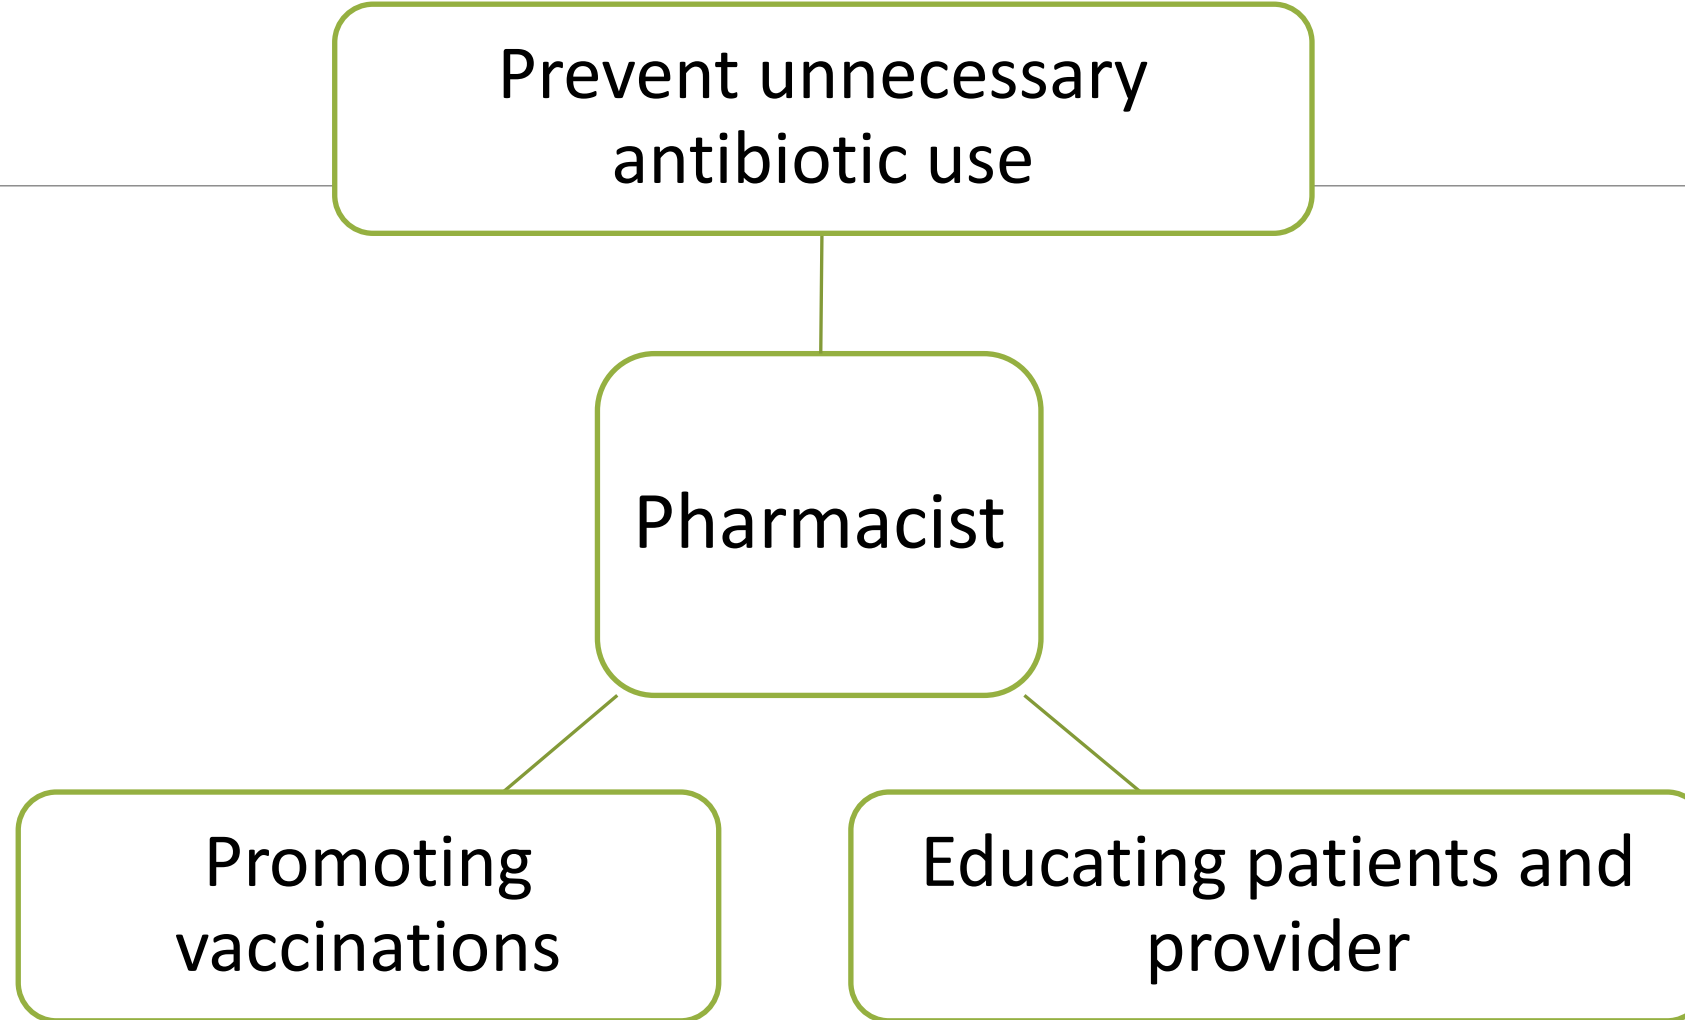 Prevent unnecessary
antibiotic use
Pharmacist
Promoting
vaccinations
Educating patients and
provider